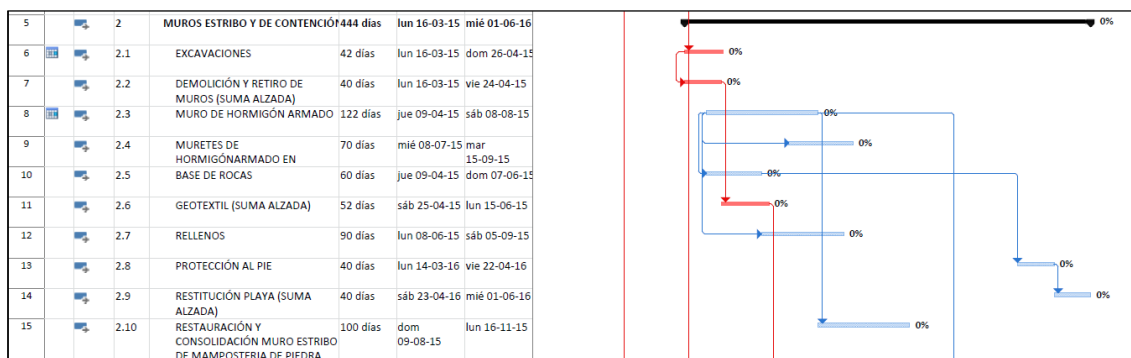 5 2 MUROS ESTRIBO Y DE CONTENCIÓN 444 días lun 16-03-15 mié 01-06-16 0%
6 2.1 EXCAVACIONES 42 días lun 16-03-15 dom 26-04-15 0%
7 2.2 DEMOLICIÓN Y RETIRO DE 40 días lun 16-03-15 vie 24-04-15 0%
MUROS (SUMA ALZADA)
8 2.3 MURO DE HORMIGÓN ARMADO 122 días jue 09-04-15 sáb 08-08-15 0%
9 2.4 MURETES DE 70 días mié 08-07-15 mar 0%
HORMIGÓNARMADO EN 15-09-15
10 2.5 BASE DE ROCAS 60 días jue 09-04-15 dom 07-06-15 0%
11 2.6 GEOTEXTIL (SUMA ALZADA) 52 días sáb 25-04-15 lun 15-06-15 0%
12 2.7 RELLENOS 90 días lun 08-06-15 sáb 05-09-15 0%
13 2.8 PROTECCIÓN AL PIE 40 días lun 14-03-16 vie 22-04-16 0%
14 2.9 RESTITUCIÓN PLAYA (SUMA 40 días sáb 23-04-16 mié 01-06-16 0%
ALZADA)
15 2.10 RESTAURACIÓN Y 100 días dom lun 16-11-15 0%
CONSOLIDACIÓN MURO ESTRIBO 09-08-15
DE MAMPOSTERIA DE PIEDRA